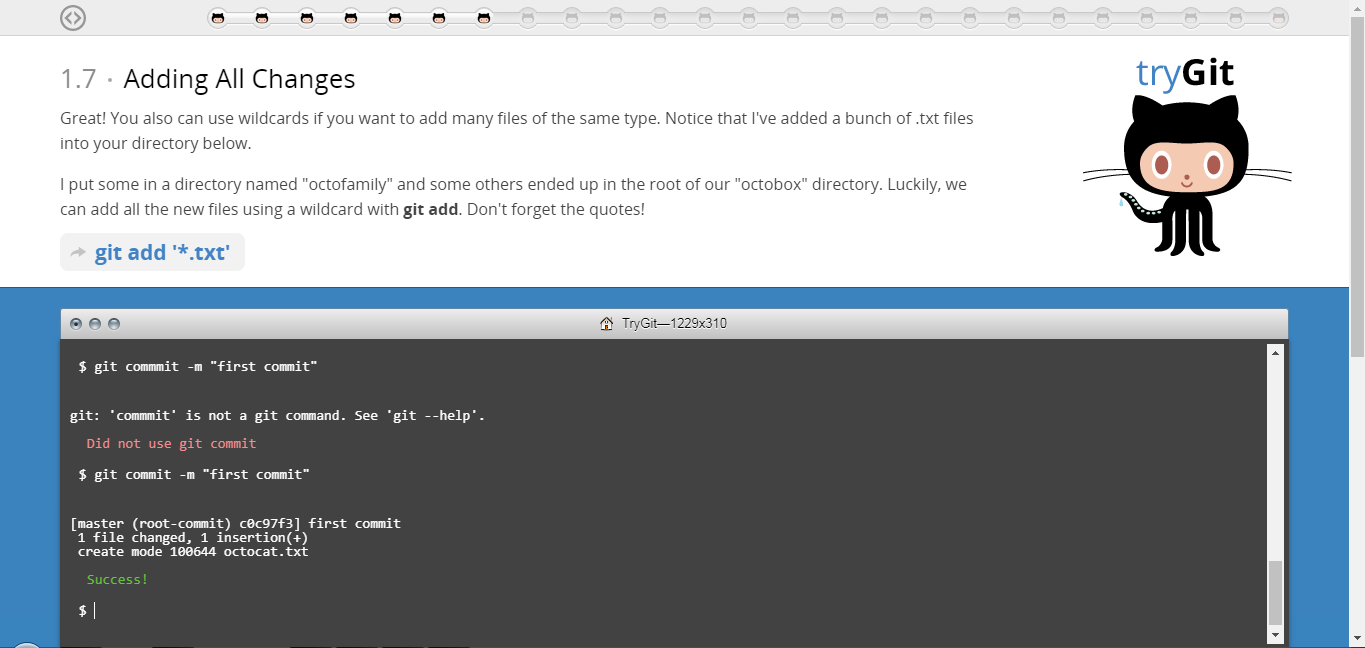 1.7 · Adding All Changes
tryGit
Great! You also can use wildcards if you want to add many files of the same type. Notice that I've added a bunch of .txt files
into your directory below.
I put some in a directory named "octofamily" and some others ended up in the root of our "octobox" directory. Luckily, we
can add all the new files using a wildcard with git add. Don't forget the quotes!
git add '*.txt'
TryGit—1229x310
$ git commmit -m "first commit"
git: 'commmit' is not a git command. See 'git --help'.
Did not use git commit
$ git commit -m "first commit"
[master (root-commit) c0c97f3] first commit
1 file changed, 1 insertion(+)
create mode 100644 octocat.txt
Success!
$